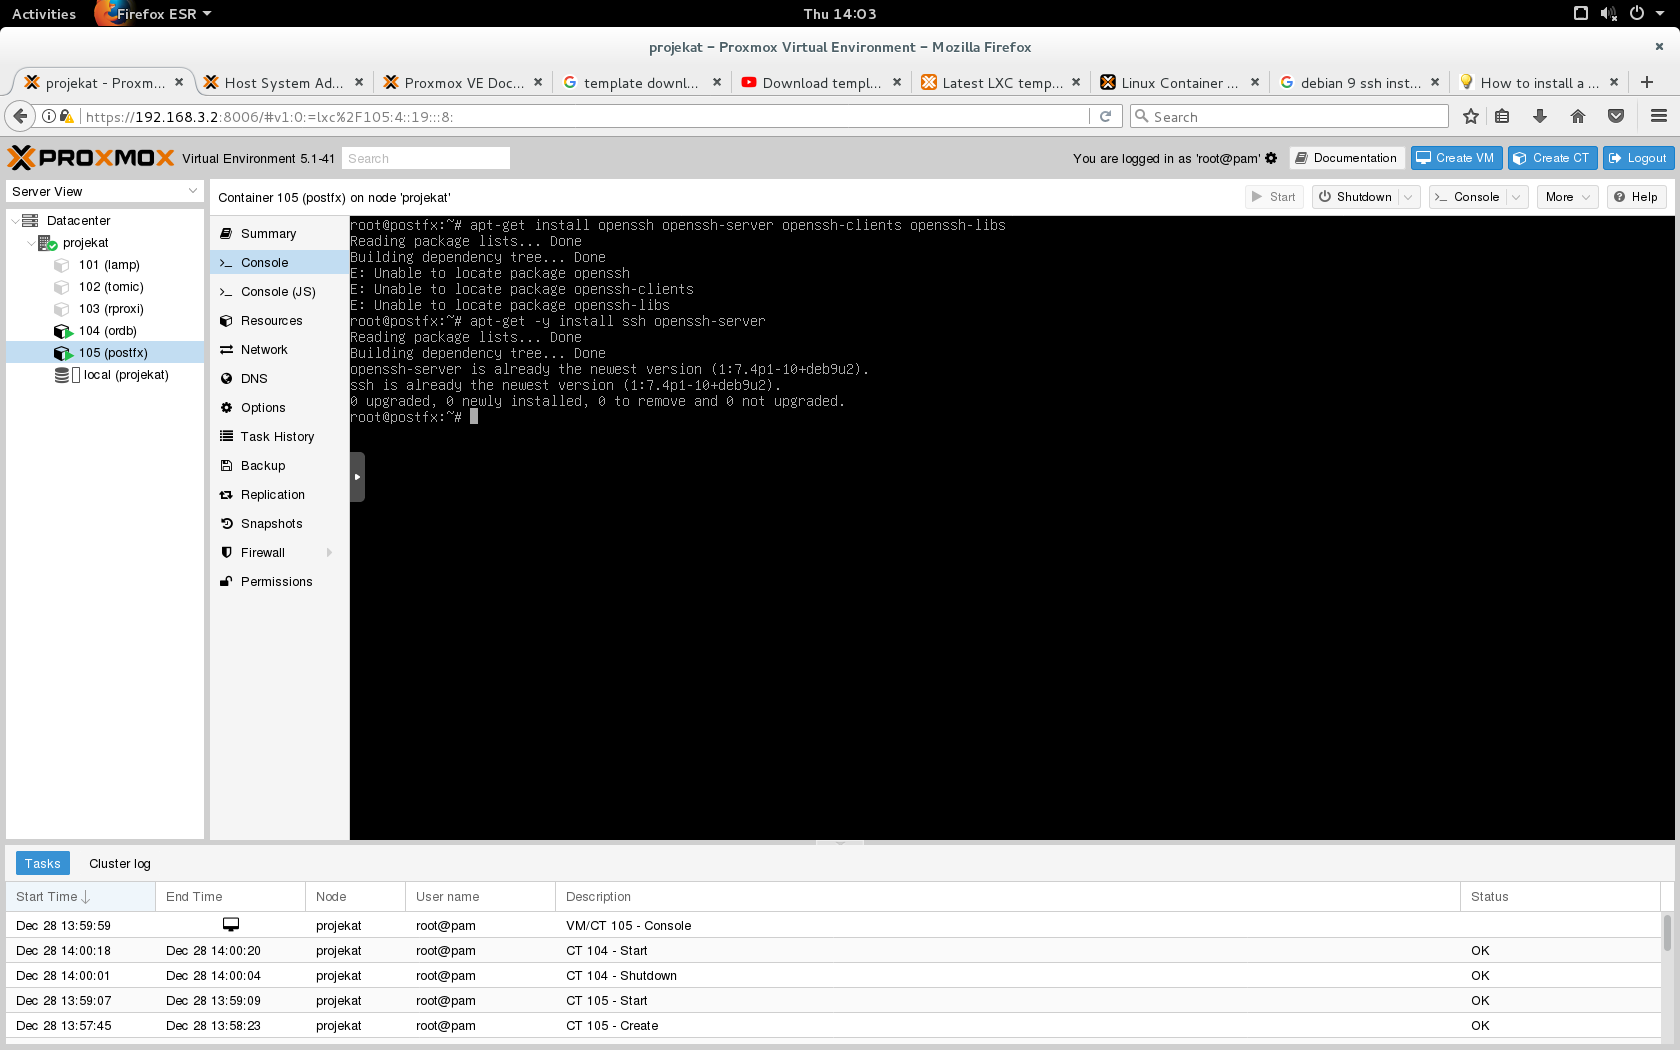 Activities Firefox ESR Thu 14:03
projekat – Proxmox Virtual Environment – Mozilla Firefox
projekat - Proxm... Host System Ad... Proxmox VE Doc... template downl... Download templ... Latest LXC temp... Linux Container ... debian 9 ssh inst... How to install a ...
https://192.168.3.2:8006/#v1:0:=lxc%2F105:4::19:::8: Search
PROXMOX Virtual Environment 5.1-41 Search You are logged in as 'root@pam' Documentation Create VM Create CT Logout
Server View
Container 105 (postfx) on node 'projekat' Start Shutdown Console More Help
Datacenter
projekat
101 (lamp)
102 (tomic)
103 (rproxi)
104 (ordb)
105 (postfx)
local (projekat)
Summary
Console
Console (JS)
Resources
Network
DNS
Options
Task History
Backup
Replication
Snapshots
Firewall
Permissions
root@postfx:~# apt-get install openssh openssh-server openssh-clients openssh-libs
Reading package lists... Done
Building dependency tree... Done
E: Unable to locate package openssh
E: Unable to locate package openssh-clients
E: Unable to locate package openssh-libs
root@postfx:~# apt-get -y install ssh openssh-server
Reading package lists... Done
Building dependency tree... Done
openssh-server is already the newest version (1:7.4p1-10+deb9u2).
ssh is already the newest version (1:7.4p1-10+deb9u2).
0 upgraded, 0 newly installed, 0 to remove and 0 not upgraded.
root@postfx:~#
Tasks Cluster log
Start Time End Time Node User name Description Status
Dec 28 13:59:59 projekat root@pam VM/CT 105 - Console
Dec 28 14:00:18 Dec 28 14:00:20 projekat root@pam CT 104 - Start OK
Dec 28 14:00:01 Dec 28 14:00:04 projekat root@pam CT 104 - Shutdown OK
Dec 28 13:59:07 Dec 28 13:59:09 projekat root@pam CT 105 - Start OK
Dec 28 13:57:45 Dec 28 13:58:23 projekat root@pam CT 105 - Create OK